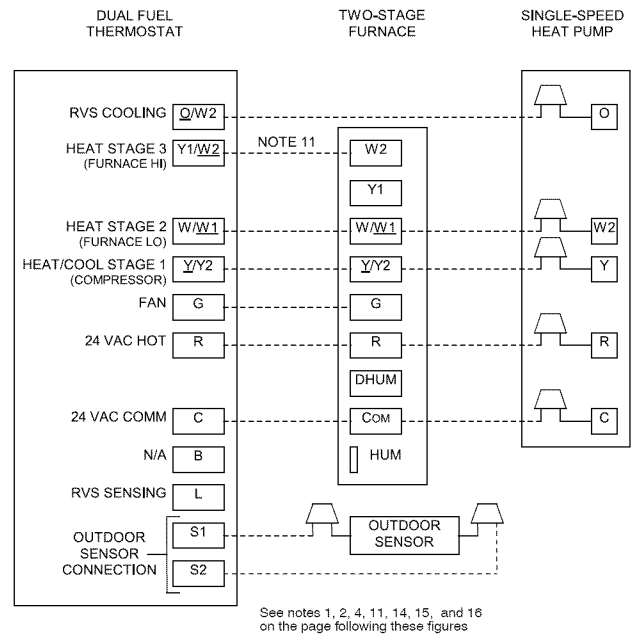 DUAL FUEL
THERMOSTAT
TWO-STAGE
FURNACE
SINGLE-SPEED
HEAT PUMP
RVS COOLING O/W2 O
HEAT STAGE 3 Y1/W2 NOTE 11 W2
(FURNACE HI)
Y1
HEAT STAGE 2 W/W1 W/W1 W2
(FURNACE LO)
HEAT/COOL STAGE 1 Y/Y2 Y/Y2 Y
(COMPRESSOR)
FAN G G
24 VAC HOT R R R
DHUM
24 VAC COMM C COM C
N/A B HUM
RVS SENSING L
OUTDOOR
SENSOR
CONNECTION
S1
S2
OUTDOOR
SENSOR
See notes 1, 2, 4, 11, 14, 15, and 16
on the page following these figures